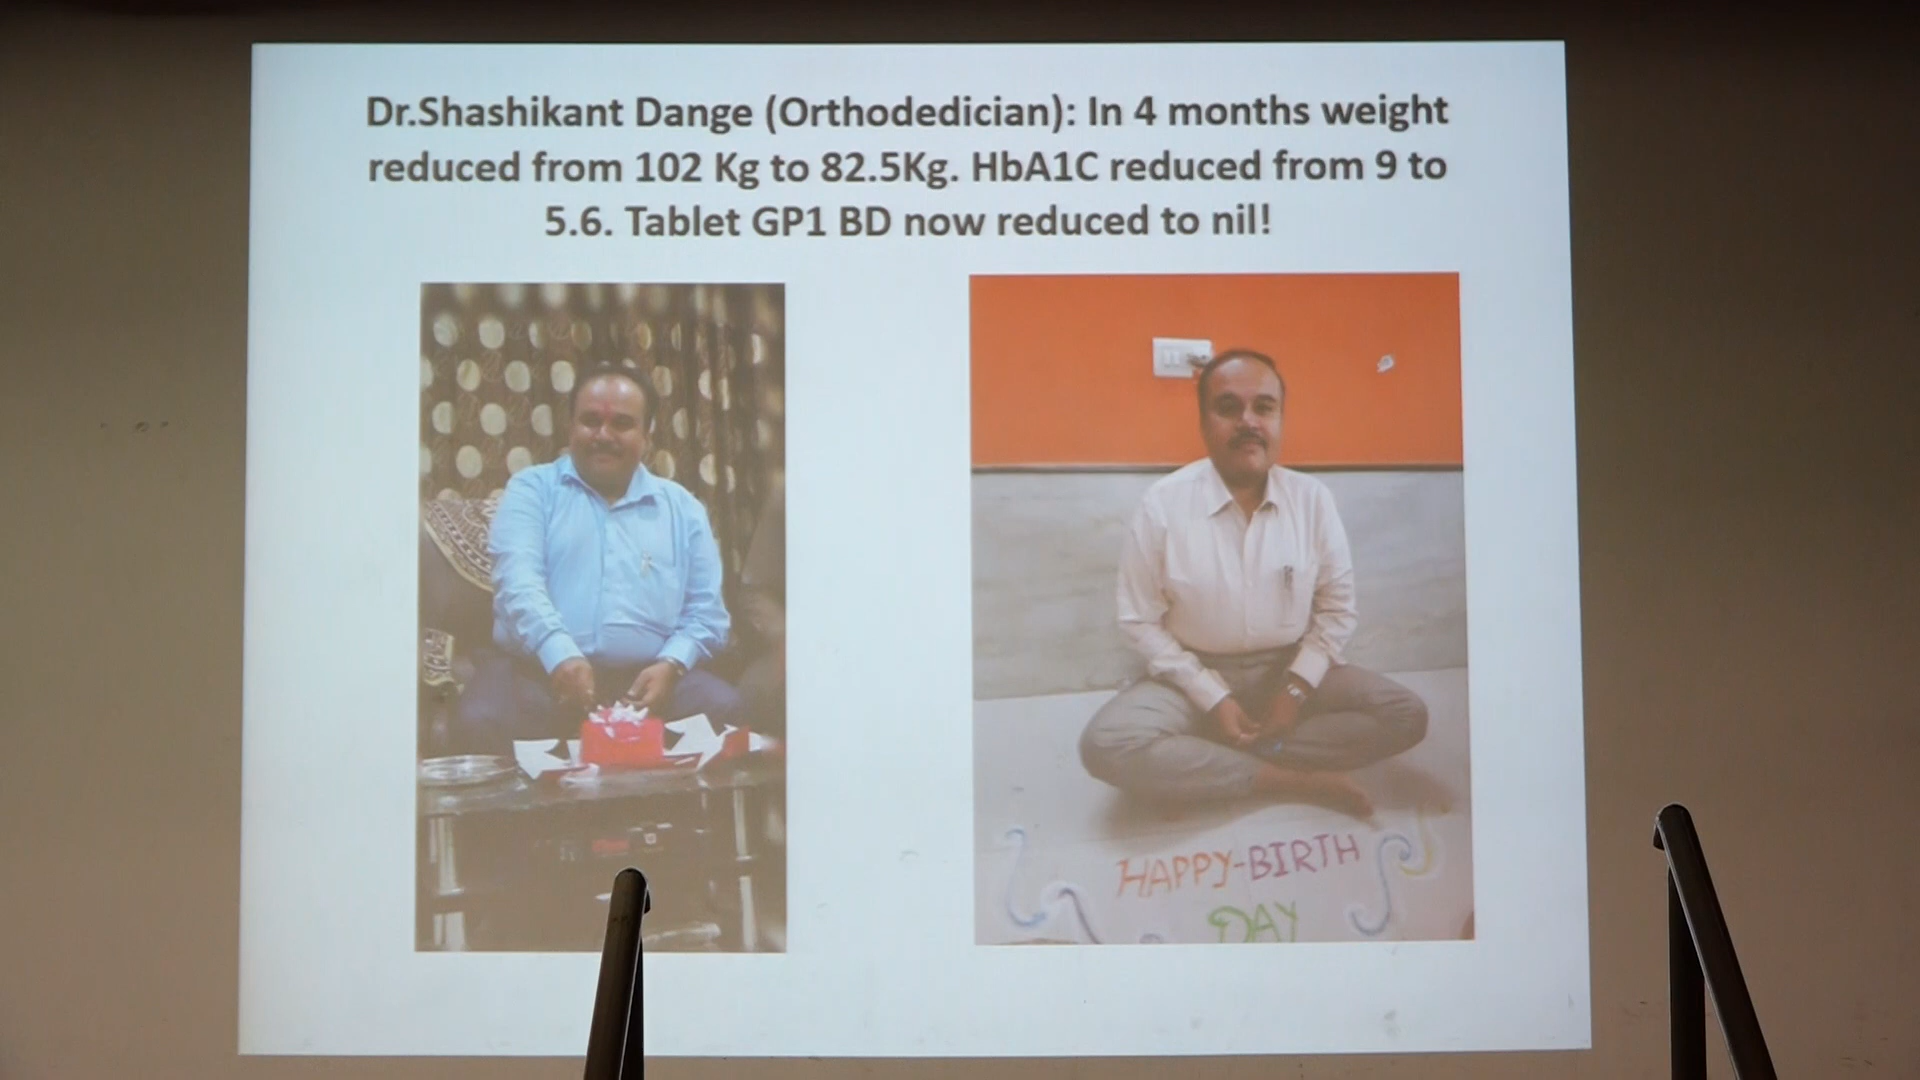 Dr.Shashikant Dange (Orthodedician): In 4 months weight
reduced from 102 Kg to 82.5Kg. HbA1C reduced from 9 to
5.6. Tablet GP1 BD now reduced to nil!
HAPPY-BIRTH
DAY